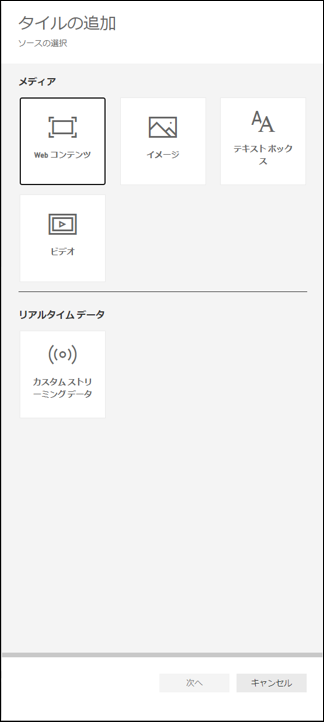 タイルの追加
ソースの選択
メディア
Web コンテンツ
イメージ
テキスト ボック
ス
ビデオ
リアルタイム データ
カスタム ストリ
ーミング データ
次へ
キャンセル